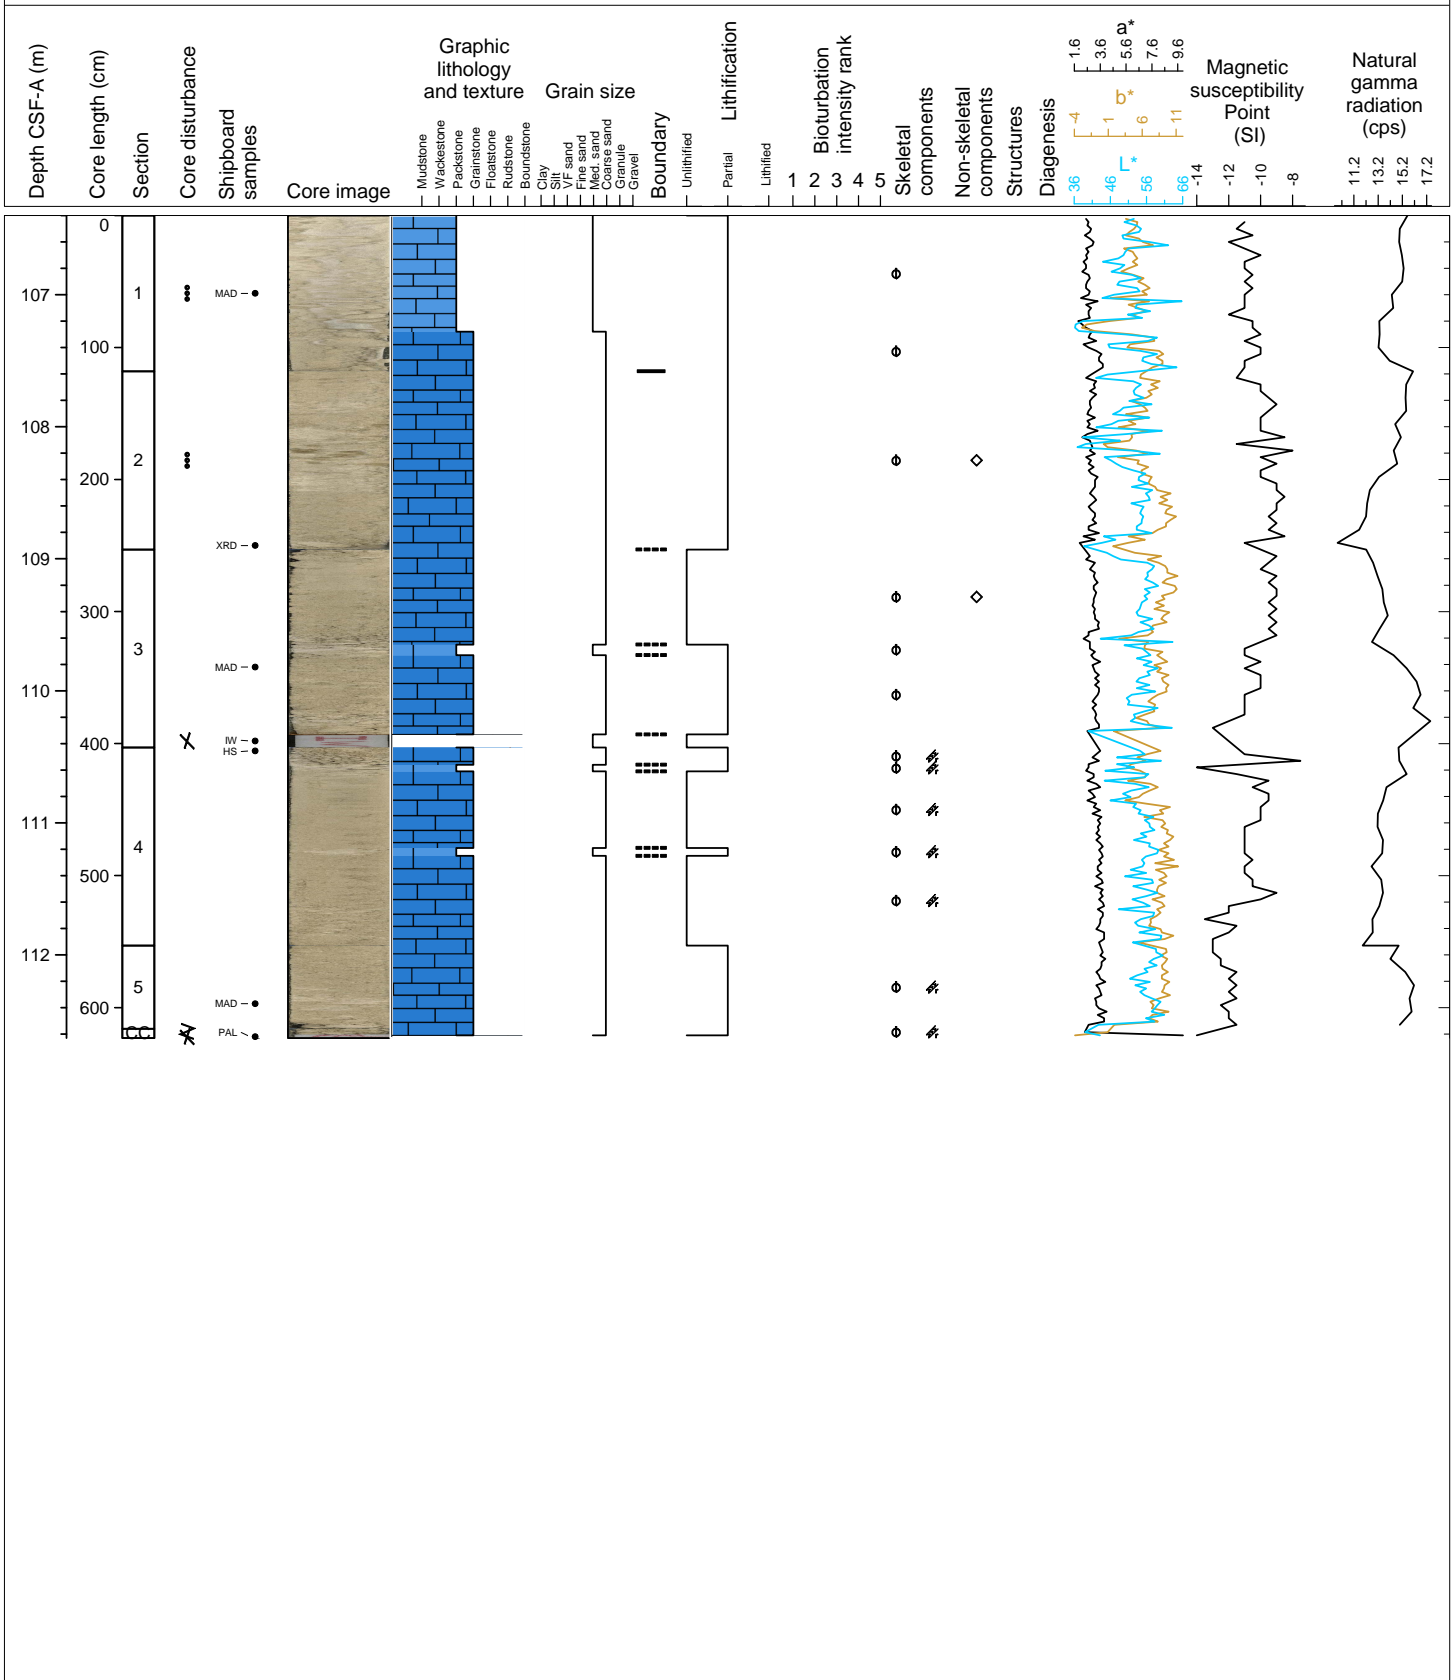 Depth CSF-A (m)
Core length (cm)
Section
Core disturbance
Shipboard
samples
Core image
Graphic
lithology
and texture
Mudstone
Wackestone
Packstone
Grainstone
Floatstone
Rudstone
Boundstone
Grain size
Clay
Silt
VF sand
Fine sand
Med. sand
Coarse sand
Granule
Gravel
Boundary
Lithification
Unlithified
Partial
Lithified
Bioturbation
intensity rank
1 2 3 4 5
Skeletal
components
Non-skeletal
components
Structures
Diagenesis
a*
1.6 3.6 5.6 7.6 9.6
b*
-4 1 6 11
L*
36 46 56 66
Magnetic
susceptibility
Point
(SI)
-14 -12 -10 -8
Natural
gamma
radiation
(cps)
11.2 13.2 15.2 17.2
0
1
107
MAD
100
108
2
200
XRD
109
300
3
MAD
110
IW
400
HS
111
4
500
112
5
MAD
600
CC
PAL